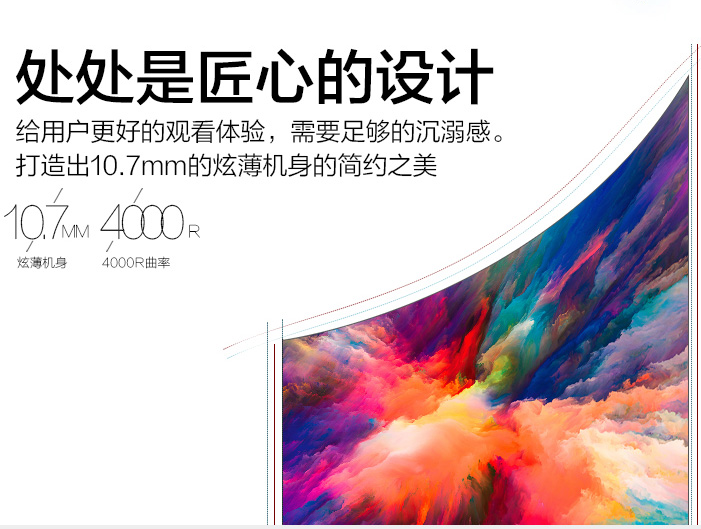 处处是匠心的设计
给用户更好的观看体验，需要足够的沉溺感。
打造出10.7mm的炫薄机身的简约之美
10.7MM 4000R
炫薄机身 4000R曲率